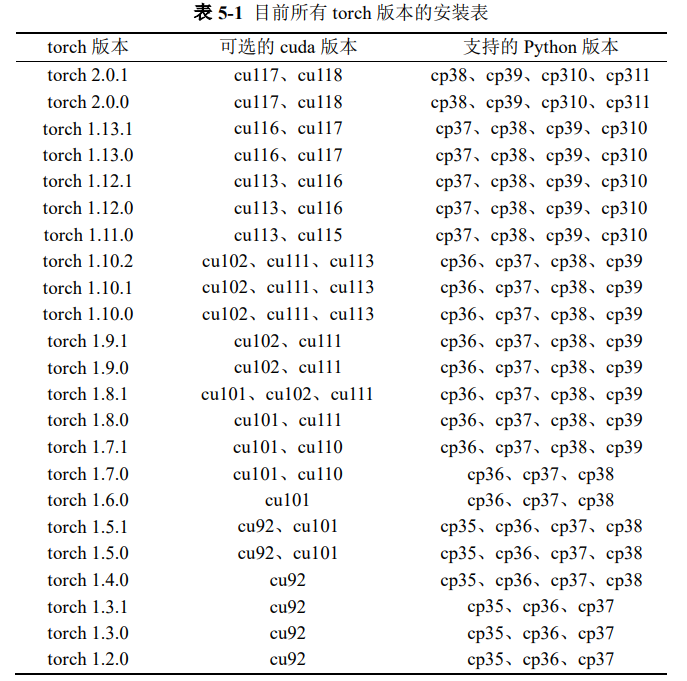 表 5-1 目前所有 torch 版本的安装表
torch 版本 可选的 cuda 版本 支持的 Python 版本
torch 2.0.1 cu117、cu118 cp38、cp39、cp310、cp311
torch 2.0.0 cu117、cu118 cp38、cp39、cp310、cp311
torch 1.13.1 cu116、cu117 cp37、cp38、cp39、cp310
torch 1.13.0 cu116、cu117 cp37、cp38、cp39、cp310
torch 1.12.1 cu113、cu116 cp37、cp38、cp39、cp310
torch 1.12.0 cu113、cu116 cp37、cp38、cp39、cp310
torch 1.11.0 cu113、cu115 cp37、cp38、cp39、cp310
torch 1.10.2 cu102、cu111、cu113 cp36、cp37、cp38、cp39
torch 1.10.1 cu102、cu111、cu113 cp36、cp37、cp38、cp39
torch 1.10.0 cu102、cu111、cu113 cp36、cp37、cp38、cp39
torch 1.9.1 cu102、cu111 cp36、cp37、cp38、cp39
torch 1.9.0 cu102、cu111 cp36、cp37、cp38、cp39
torch 1.8.1 cu101、cu102、cu111 cp36、cp37、cp38、cp39
torch 1.8.0 cu101、cu111 cp36、cp37、cp38、cp39
torch 1.7.1 cu101、cu110 cp36、cp37、cp38、cp39
torch 1.7.0 cu101、cu110 cp36、cp37、cp38
torch 1.6.0 cu101 cp36、cp37、cp38
torch 1.5.1 cu92、cu101 cp35、cp36、cp37、cp38
torch 1.5.0 cu92、cu101 cp35、cp36、cp37、cp38
torch 1.4.0 cu92 cp35、cp36、cp37、cp38
torch 1.3.1 cu92 cp35、cp36、cp37
torch 1.3.0 cu92 cp35、cp36、cp37
torch 1.2.0 cu92 cp35、cp36、cp37